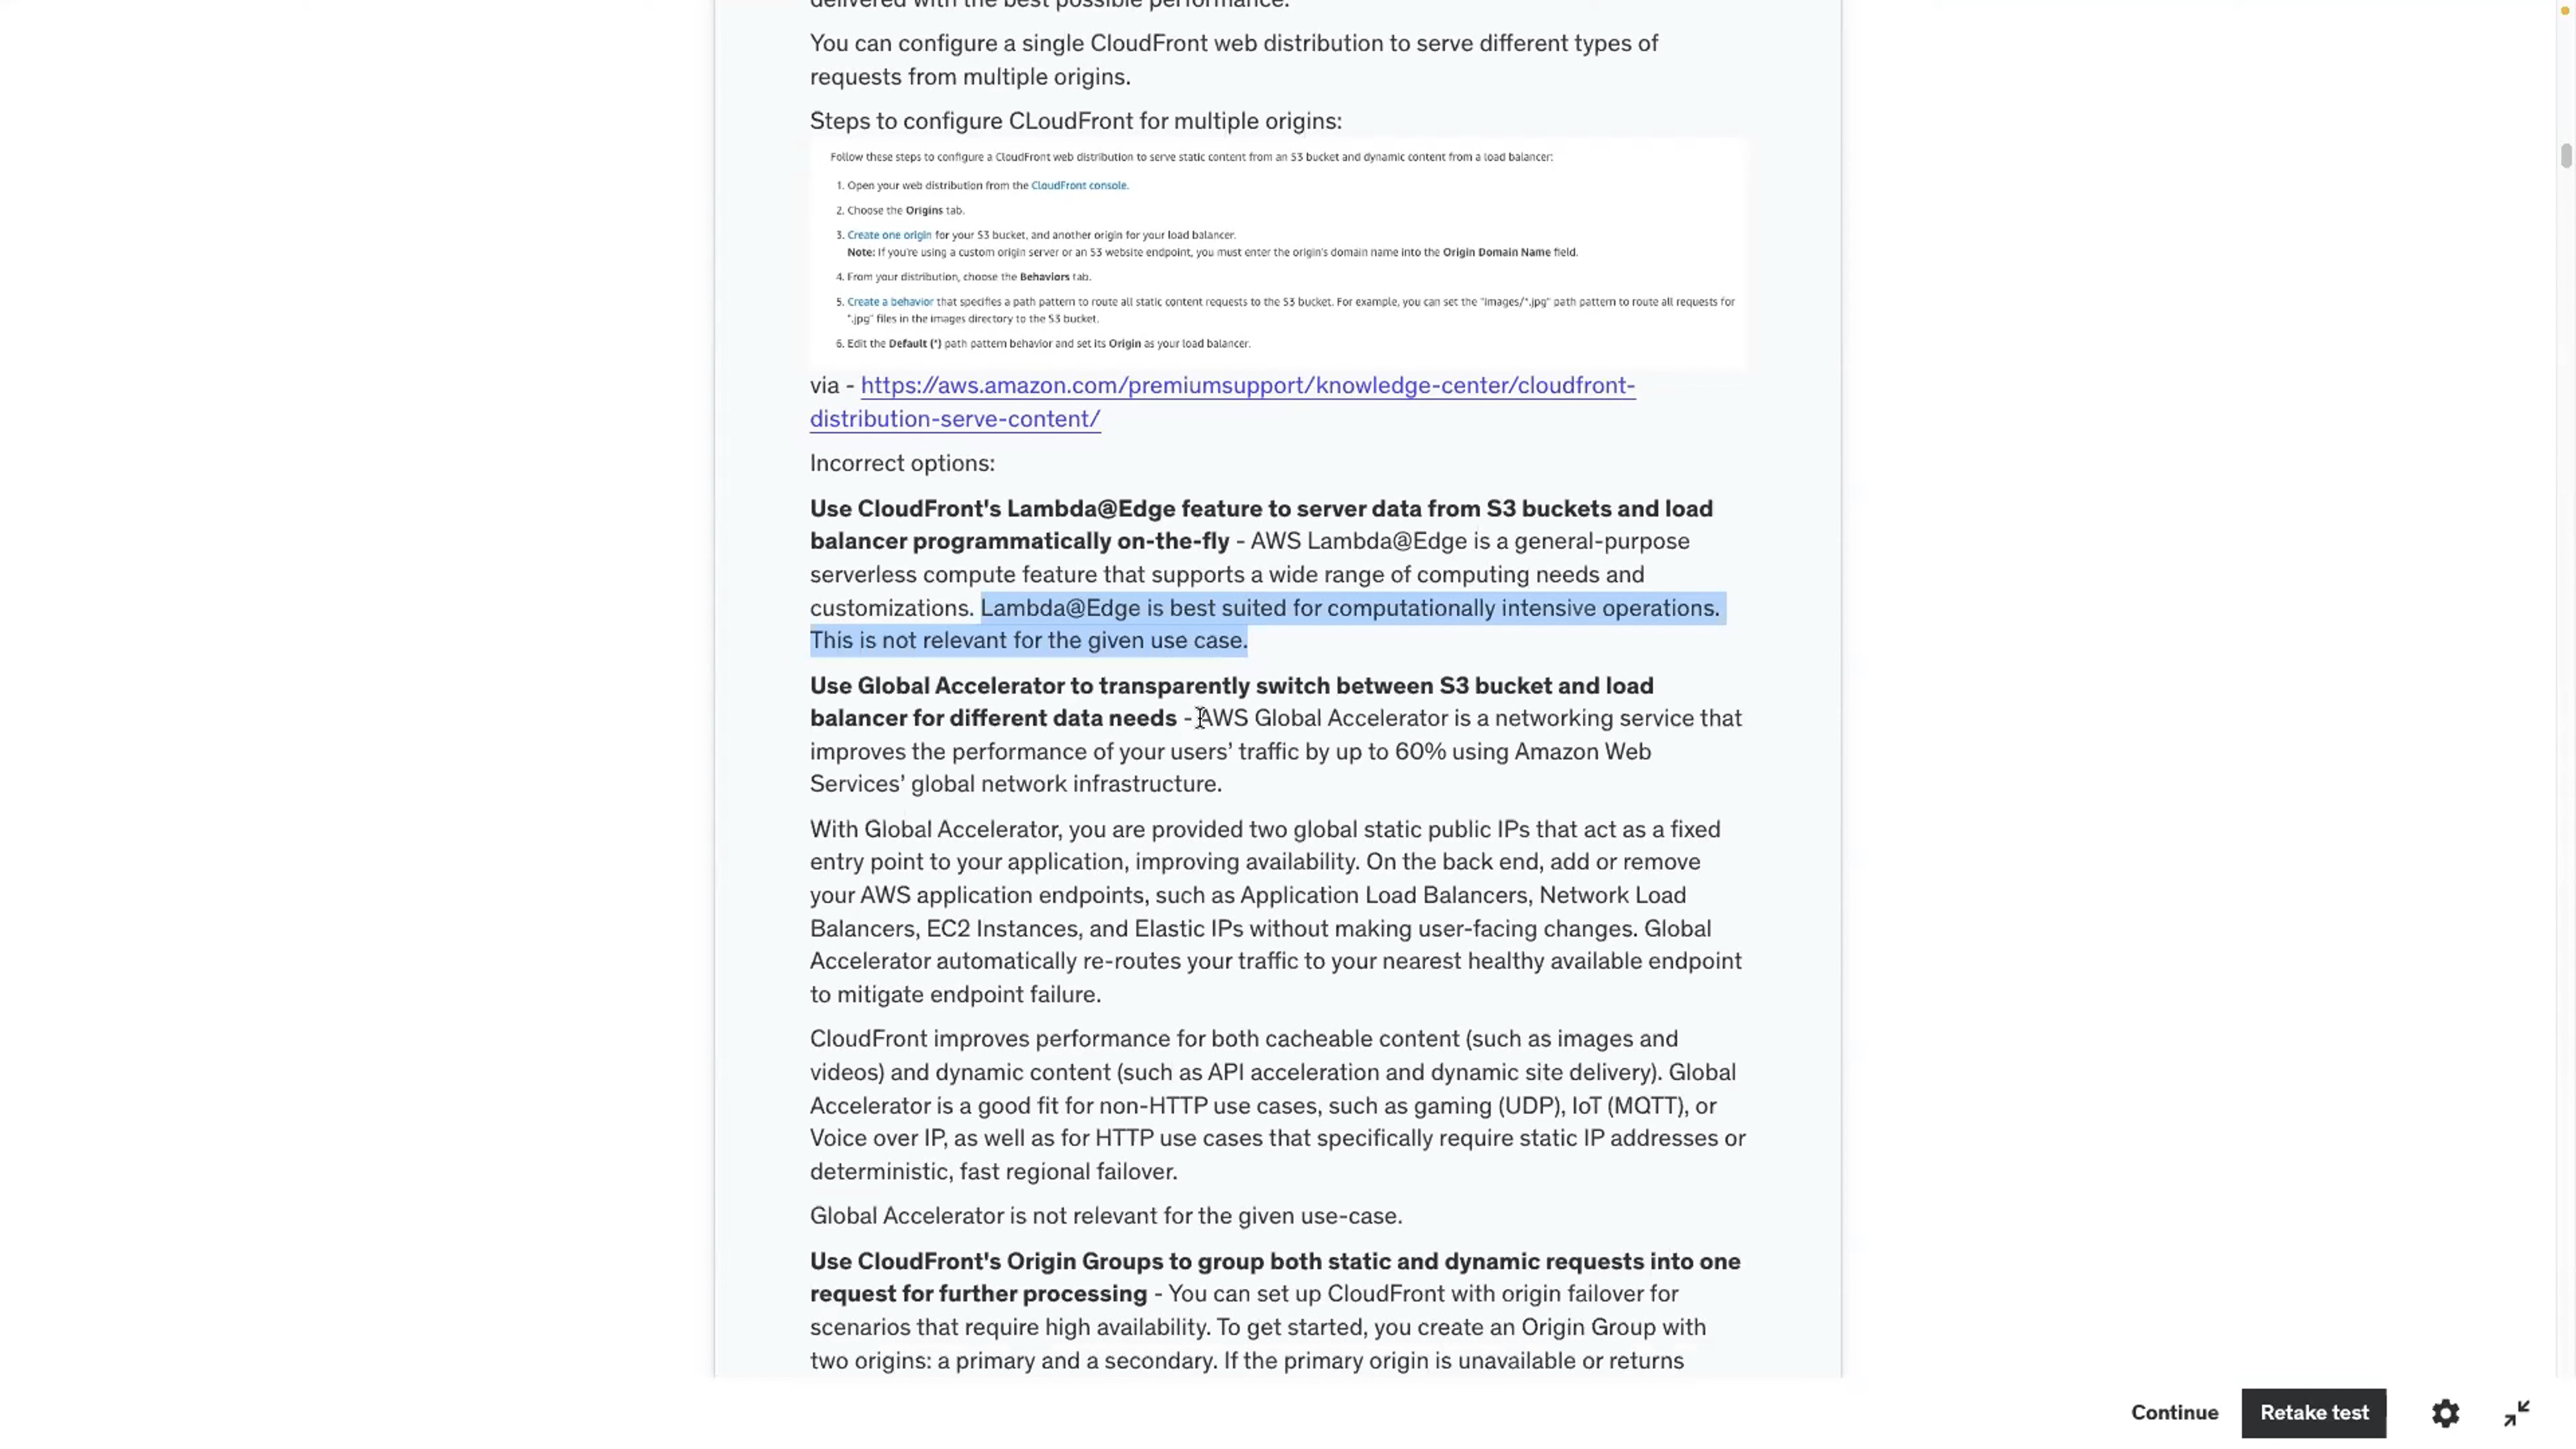 delivered with the best possible performance.
You can configure a single CloudFront web distribution to serve different types of
requests from multiple origins.
Steps to configure CLoudFront for multiple origins:
Follow these steps to configure a CloudFront web distribution to serve static content from an S3 bucket and dynamic content from a load balancer:
1. Open your web distribution from the CloudFront console.
2. Choose the Origins tab.
3. Create one origin for your S3 bucket, and another origin for your load balancer.
Note: If you're using a custom origin server or an S3 website endpoint, you must enter the origin's domain name into the Origin Domain Name field.
4. From your distribution, choose the Behaviors tab.
5. Create a behavior that specifies a path pattern to route all static content requests to the S3 bucket. For example, you can set the "images/*.jpg" path pattern to route all requests for
".jpg" files in the images directory to the S3 bucket.
6. Edit the Default (*) path pattern behavior and set its Origin as your load balancer.
via - https://aws.amazon.com/premiumsupport/knowledge-center/cloudfront-
distribution-serve-content/
Incorrect options:
Use CloudFront's Lambda@Edge feature to server data from S3 buckets and load
balancer programmatically on-the-fly - AWS Lambda@Edge is a general-purpose
serverless compute feature that supports a wide range of computing needs and
customizations. Lambda@Edge is best suited for computationally intensive operations.
This is not relevant for the given use case.
Use Global Accelerator to transparently switch between S3 bucket and load
balancer for different data needs - AWS Global Accelerator is a networking service that
improves the performance of your users’ traffic by up to 60% using Amazon Web
Services’ global network infrastructure.
With Global Accelerator, you are provided two global static public IPs that act as a fixed
entry point to your application, improving availability. On the back end, add or remove
your AWS application endpoints, such as Application Load Balancers, Network Load
Balancers, EC2 Instances, and Elastic IPs without making user-facing changes. Global
Accelerator automatically re-routes your traffic to your nearest healthy available endpoint
to mitigate endpoint failure.
CloudFront improves performance for both cacheable content (such as images and
videos) and dynamic content (such as API acceleration and dynamic site delivery). Global
Accelerator is a good fit for non-HTTP use cases, such as gaming (UDP), IoT (MQTT), or
Voice over IP, as well as for HTTP use cases that specifically require static IP addresses or
deterministic, fast regional failover.
Global Accelerator is not relevant for the given use-case.
Use CloudFront's Origin Groups to group both static and dynamic requests into one
request for further processing - You can set up CloudFront with origin failover for
scenarios that require high availability. To get started, you create an Origin Group with
two origins: a primary and a secondary. If the primary origin is unavailable or returns
Continue
Retake test